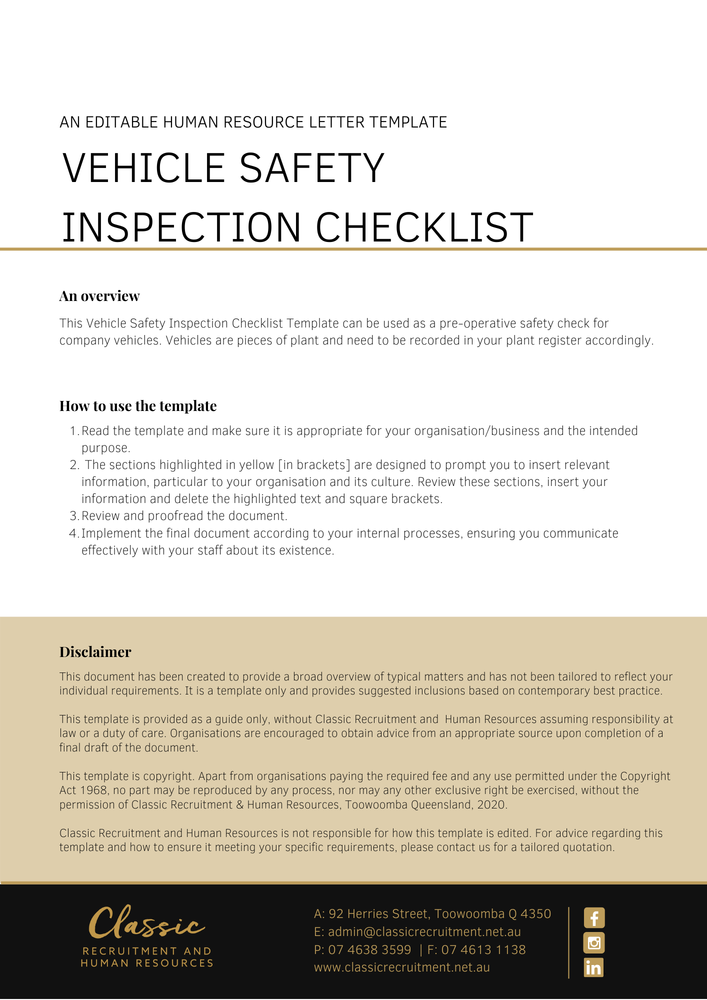 AN EDITABLE HUMAN RESOURCE LETTER TEMPLATE
VEHICLE SAFETY
INSPECTION CHECKLIST
An overview
This Vehicle Safety Inspection Checklist Template can be used as a pre-operative safety check for
company vehicles. Vehicles are pieces of plant and need to be recorded in your plant register accordingly.
How to use the template
1. Read the template and make sure it is appropriate for your organisation/business and the intended
purpose.
2. The sections highlighted in yellow [in brackets] are designed to prompt you to insert relevant
information, particular to your organisation and its culture. Review these sections, insert your
information and delete the highlighted text and square brackets.
3. Review and proofread the document.
4. Implement the final document according to your internal processes, ensuring you communicate
effectively with your staff about its existence.
Disclaimer
This document has been created to provide a broad overview of typical matters and has not been tailored to reflect your
individual requirements. It is a template only and provides suggested inclusions based on contemporary best practice.
This template is provided as a guide only, without Classic Recruitment and Human Resources assuming responsibility at
law or a duty of care. Organisations are encouraged to obtain advice from an appropriate source upon completion of a
final draft of the document.
This template is copyright. Apart from organisations paying the required fee and any use permitted under the Copyright
Act 1968, no part may be reproduced by any process, nor may any other exclusive right be exercised, without the
permission of Classic Recruitment & Human Resources, Toowoomba Queensland, 2020.
Classic Recruitment and Human Resources is not responsible for how this template is edited. For advice regarding this
template and how to ensure it meeting your specific requirements, please contact us for a tailored quotation.
Classic
RECRUITMENT AND
HUMAN RESOURCES
A: 92 Herries Street, Toowoomba Q 4350
E: admin@classicrecruitment.net.au
P: 07 4638 3599 | F: 07 4613 1138
www.classicrecruitment.net.au
f
in